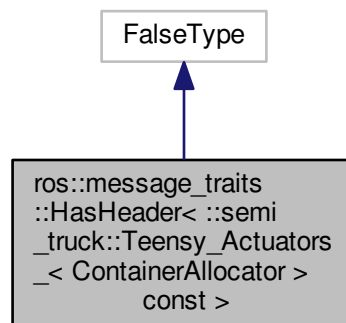 FalseType
ros::message_traits
::HasHeader< ::semi
_truck::Teensy_Actuators
_< ContainerAllocator >
const >